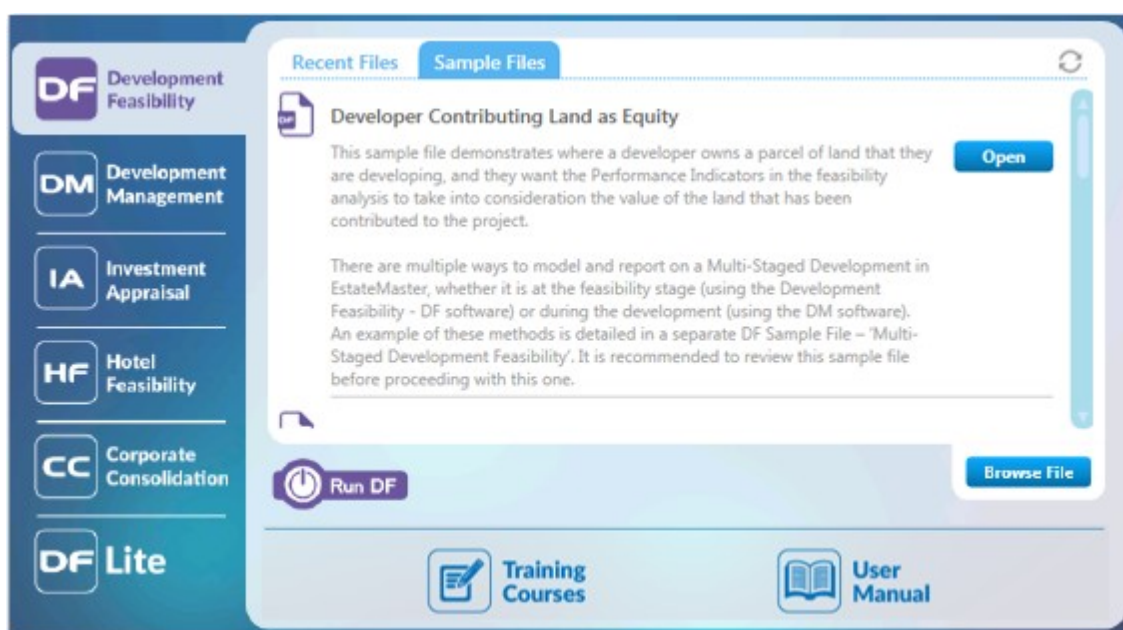 DF Development
Feasibility
DM Development
Management
IA Investment
Appraisal
HF Hotel
Feasibility
CC Corporate
Consolidation
DF Lite
Recent Files Sample Files
DF
Developer Contributing Land as Equity
This sample file demonstrates where a developer owns a parcel of land that they
are developing, and they want the Performance Indicators in the feasibility
analysis to take into consideration the value of the land that has been
contributed to the project.
Open
There are multiple ways to model and report on a Multi-Staged Development in
EstateMaster, whether it is at the feasibility stage (using the Development
Feasibility - DF software) or during the development (using the DM software).
An example of these methods is detailed in a separate DF Sample File – 'Multi-
Staged Development Feasibility'. It is recommended to review this sample file
before proceeding with this one.
Run DF
Browse File
Training
Courses
User
Manual